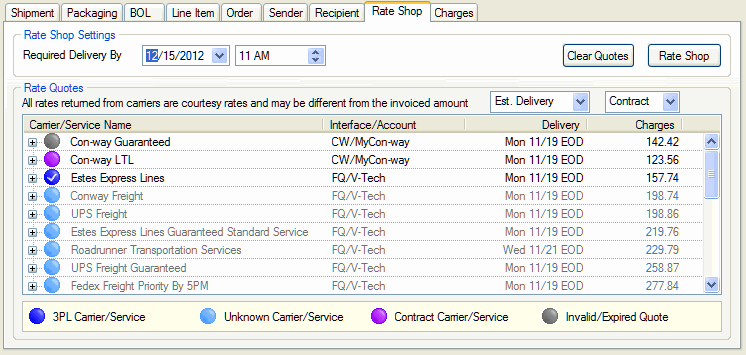 Shipment Packaging BOL Line Item Order Sender Recipient Rate Shop Charges
Rate Shop Settings
Required Delivery By 12/15/2012 11 AM Clear Quotes Rate Shop
Rate Quotes
All rates returned from carriers are courtesy rates and may be different from the invoiced amount Est. Delivery Contract
Carrier/Service Name Interface/Account Delivery Charges
Con-way Guaranteed CW/MyCon-way Mon 11/19 EOD 142.42
Con-way LTL CW/MyCon-way Mon 11/19 EOD 123.56
Estes Express Lines FQ/V-Tech Mon 11/19 EOD 157.74
Conway Freight FQ/V-Tech Mon 11/19 EOD 198.74
UPS Freight FQ/V-Tech Mon 11/19 EOD 198.86
Estes Express Lines Guaranteed Standard Service FQ/V-Tech Mon 11/19 EOD 219.76
Roadrunner Transportation Services FQ/V-Tech Wed 11/21 EOD 229.79
UPS Freight Guaranteed FQ/V-Tech Mon 11/19 EOD 258.87
Fedex Freight Priority By 5PM FQ/V-Tech Mon 11/19 EOD 277.84
3PL Carrier/Service Unknown Carrier/Service Contract Carrier/Service Invalid/Expired Quote